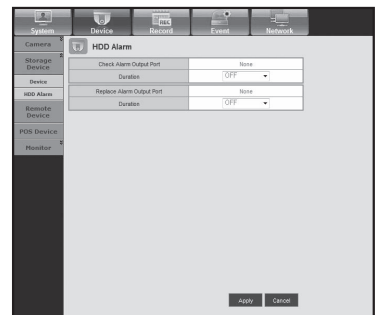 System Device Record Event Network
REC
Camera
HDD Alarm
Storage
Device
Device
HDD Alarm
Remote
Device
POS Device
Monitor
Check Alarm Output Port None
Duration OFF
Replace Alarm Output Port None
Duration OFF
Apply Cancel